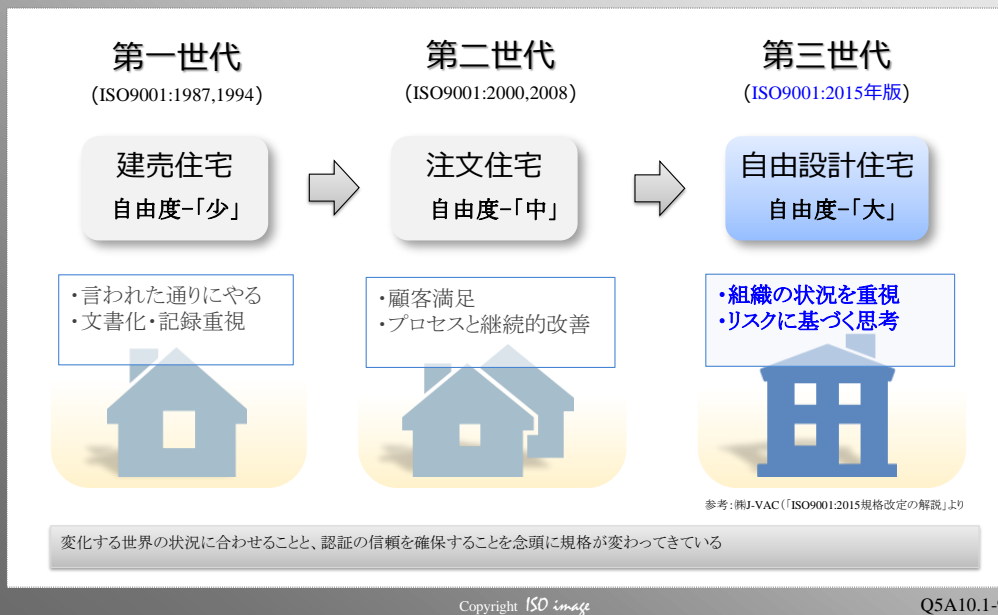 第一世代
(ISO9001:1987,1994)
建売住宅
自由度-「少」
・言われた通りにやる
・文書化・記録重視
第二世代
(ISO9001:2000,2008)
注文住宅
自由度-「中」
・顧客満足
・プロセスと継続的改善
第三世代
(ISO9001:2015年版)
自由設計住宅
自由度-「大」
・組織の状況を重視
・リスクに基づく思考
参考:㈱J-VAC(「ISO9001:2015規格改定の解説」より
変化する世界の状況に合わせることと、認証の信頼を確保することを念頭に規格が変わってきている
Copyright ISO image